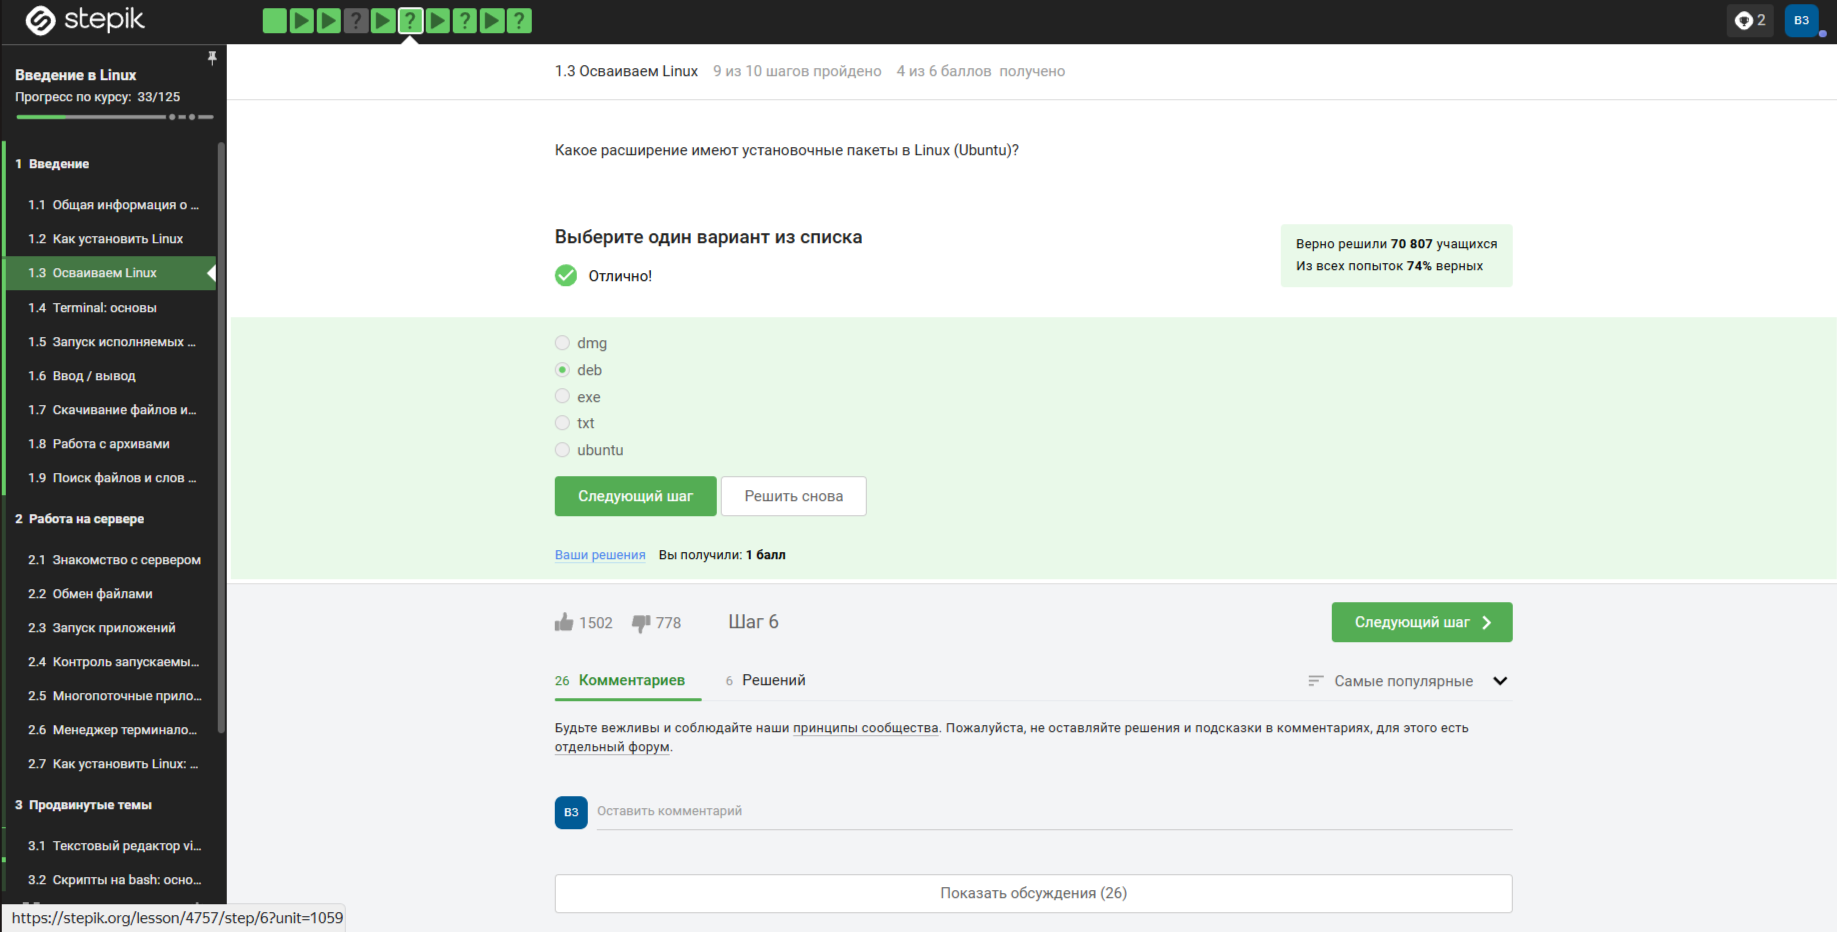 stepik
? ? ? ?
2
ВЗ
Введение в Linux
Прогресс по курсу: 33/125
1 Введение
1.1 Общая информация о ...
1.2 Как установить Linux
1.3 Осваиваем Linux
1.4 Terminal: основы
1.5 Запуск исполняемых ...
1.6 Ввод / вывод
1.7 Скачивание файлов и...
1.8 Работа с архивами
1.9 Поиск файлов и слов ...
2 Работа на сервере
2.1 Знакомство с сервером
2.2 Обмен файлами
2.3 Запуск приложений
2.4 Контроль запускаемы...
2.5 Многопоточные прило...
2.6 Менеджер терминало...
2.7 Как установить Linux: ...
3 Продвинутые темы
3.1 Текстовый редактор vi...
3.2 Скрипты на bash: осно...
https://stepik.org/lesson/4757/step/6?unit=1059
1.3 Осваиваем Linux 9 из 10 шагов пройдено 4 из 6 баллов получено
Какое расширение имеют установочные пакеты в Linux (Ubuntu)?
Выберите один вариант из списка
Отлично!
Верно решили 70 807 учащихся
Из всех попыток 74% верных
dmg
deb
exe
txt
ubuntu
Следующий шаг Решить снова
Ваши решения Вы получили: 1 балл
1502 778 Шаг 6 Следующий шаг
26 Комментариев 6 Решений Самые популярные
Будьте вежливы и соблюдайте наши принципы сообщества. Пожалуйста, не оставляйте решения и подсказки в комментариях, для этого есть
отдельный форум.
ВЗ Оставить комментарий
Показать обсуждения (26)